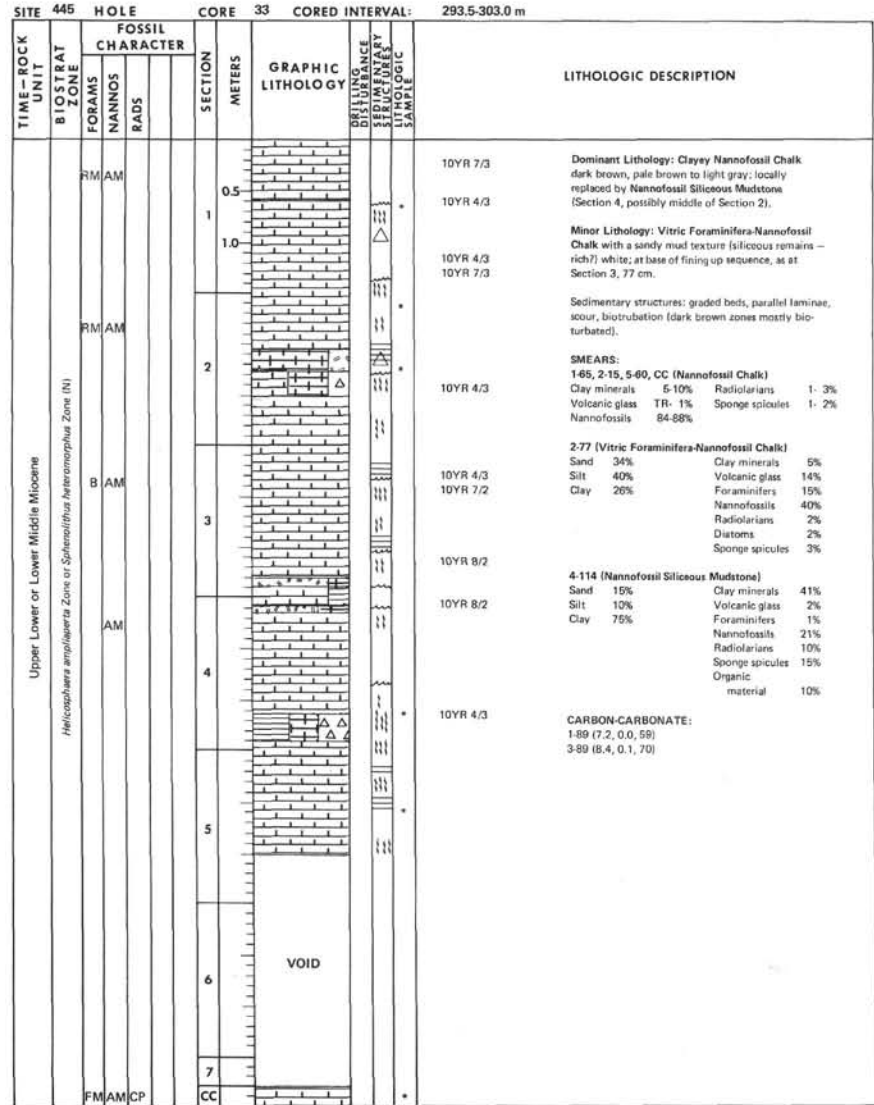 SITE 445 HOLE CORE 33 CORED INTERVAL: 293.5-303.0 m
TIME-ROCK UNIT
BIOSTRAT ZONE
FOSSIL CHARACTER
FORAMS
NANNOS
RADS
SECTION
METERS
GRAPHIC LITHOLOGY
DRILLING DISTURBANCE
SEDIMENTARY STRUCTURES
LITHOLOGIC SAMPLE
LITHOLOGIC DESCRIPTION
Upper Lower or Lower Middle Miocene
Helicosphaera ampliaperta Zone or Sphenolithus heteromorphus Zone (N)
RM AM
RM AM
B AM
AM
FM AM CP
1
0.5
1.0
2
3
4
5
6
7
CC
VOID
10YR 7/3
10YR 4/3
10YR 4/3
10YR 7/3
10YR 4/3
10YR 4/3
10YR 7/2
10YR 8/2
10YR 8/2
10YR 4/3
Dominant Lithology: Clayey Nannofossil Chalk
dark brown, pale brown to light gray; locally
replaced by Nannofossil Siliceous Mudstone
(Section 4, possibly middle of Section 2).
Minor Lithology: Vitric Foraminifera-Nannofossil
Chalk with a sandy mud texture (siliceous remains –
rich?) white; at base of fining up sequence, as at
Section 3, 77 cm.
Sedimentary structures: graded beds, parallel laminae,
scour, biotrubation (dark brown zones mostly bio-
turbated).
SMEARS:
1-65, 2-15, 5-60, CC (Nannofossil Chalk)
Clay minerals 5-10% Radiolarians 1- 3%
Volcanic glass TR- 1% Sponge spicules 1- 2%
Nannofossils 84-88%
2-77 (Vitric Foraminifera-Nannofossil Chalk)
Sand 34% Clay minerals 5%
Silt 40% Volcanic glass 14%
Clay 26% Foraminifers 15%
Nannofossils 40%
Radiolarians 2%
Diatoms 2%
Sponge spicules 3%
4-114 (Nannofossil Siliceous Mudstone)
Sand 15% Clay minerals 41%
Silt 10% Volcanic glass 2%
Clay 75% Foraminifers 1%
Nannofossils 21%
Radiolarians 10%
Sponge spicules 15%
Organic
material 10%
CARBON-CARBONATE:
1-89 (7.2, 0.0, 59)
3-89 (8.4, 0.1, 70)